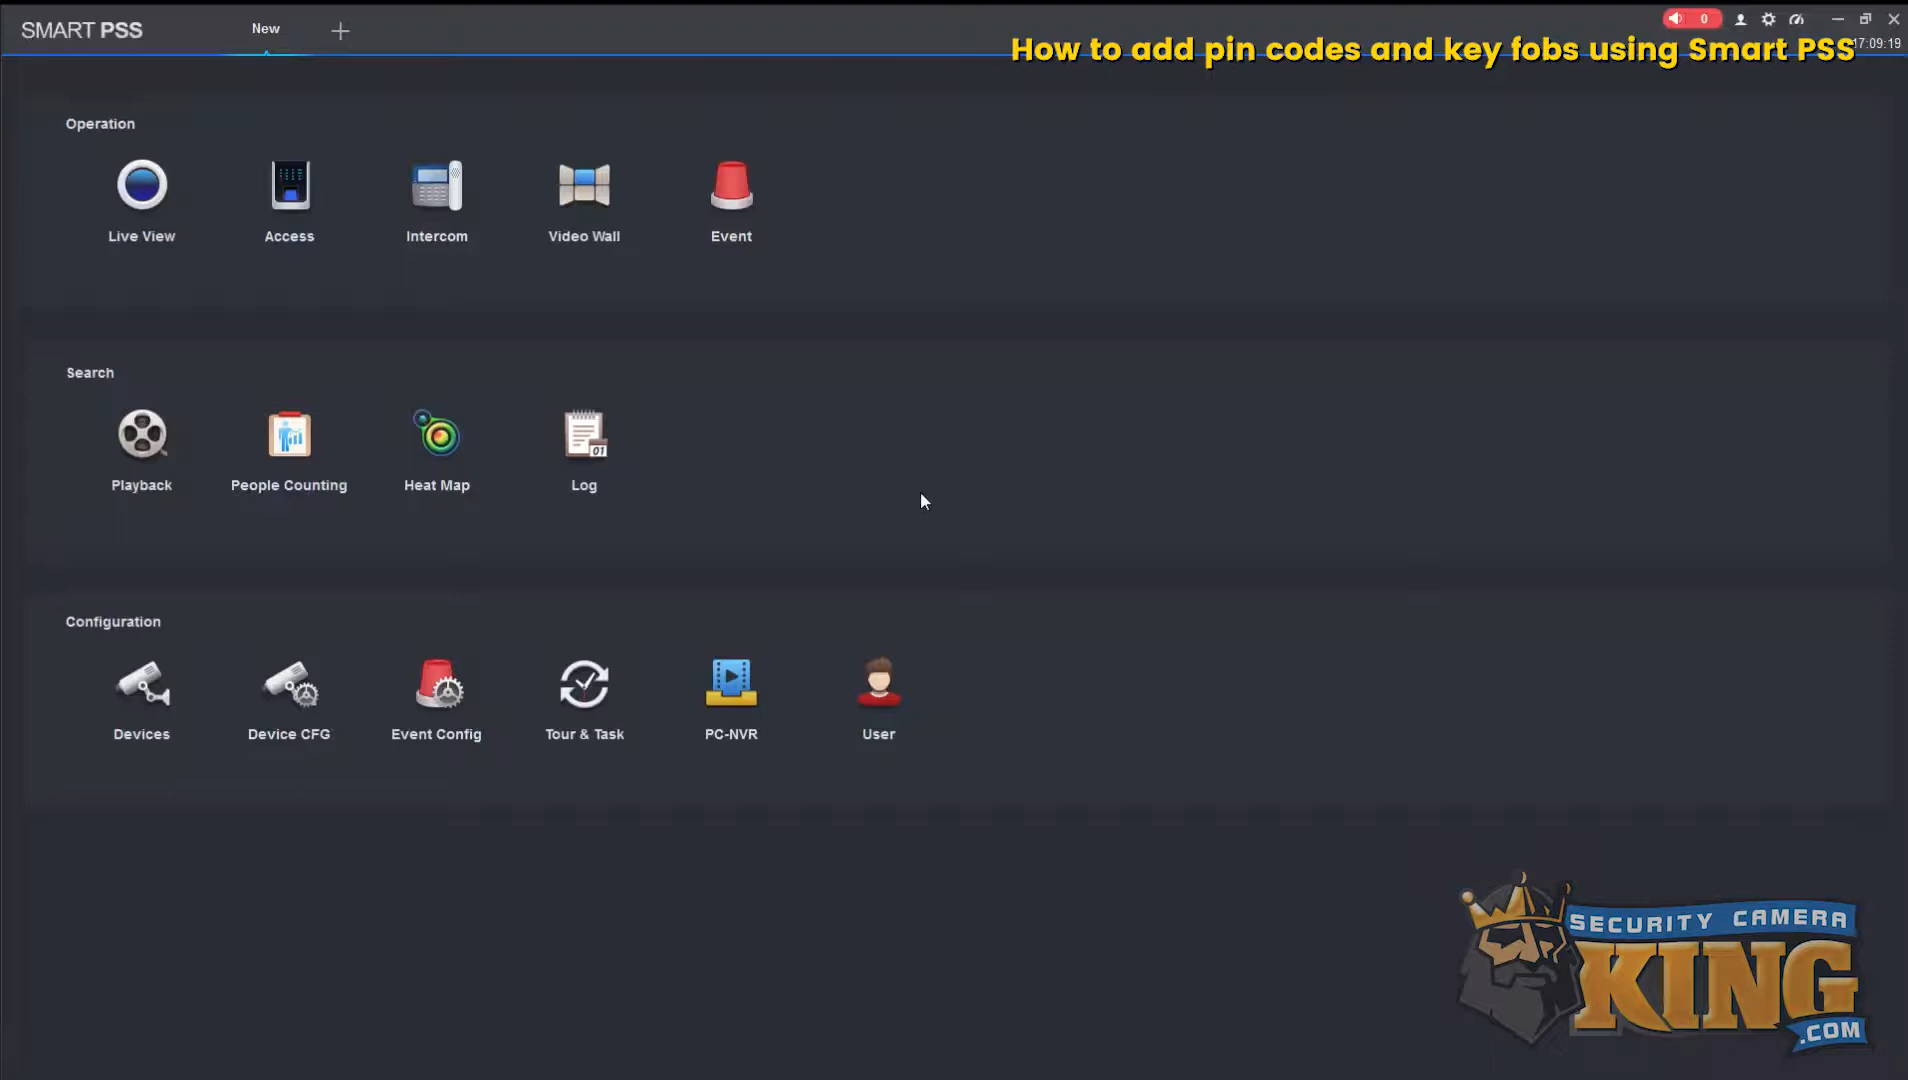 SMART PSS
New
0
17:09:19
How to add pin codes and key fobs using Smart PSS
Operation
Live View
Access
Intercom
Video Wall
Event
Search
Playback
People Counting
Heat Map
01
Log
Configuration
Devices
Device CFG
Event Config
Tour & Task
PC-NVR
User
SECURITY CAMERA
KING
.COM